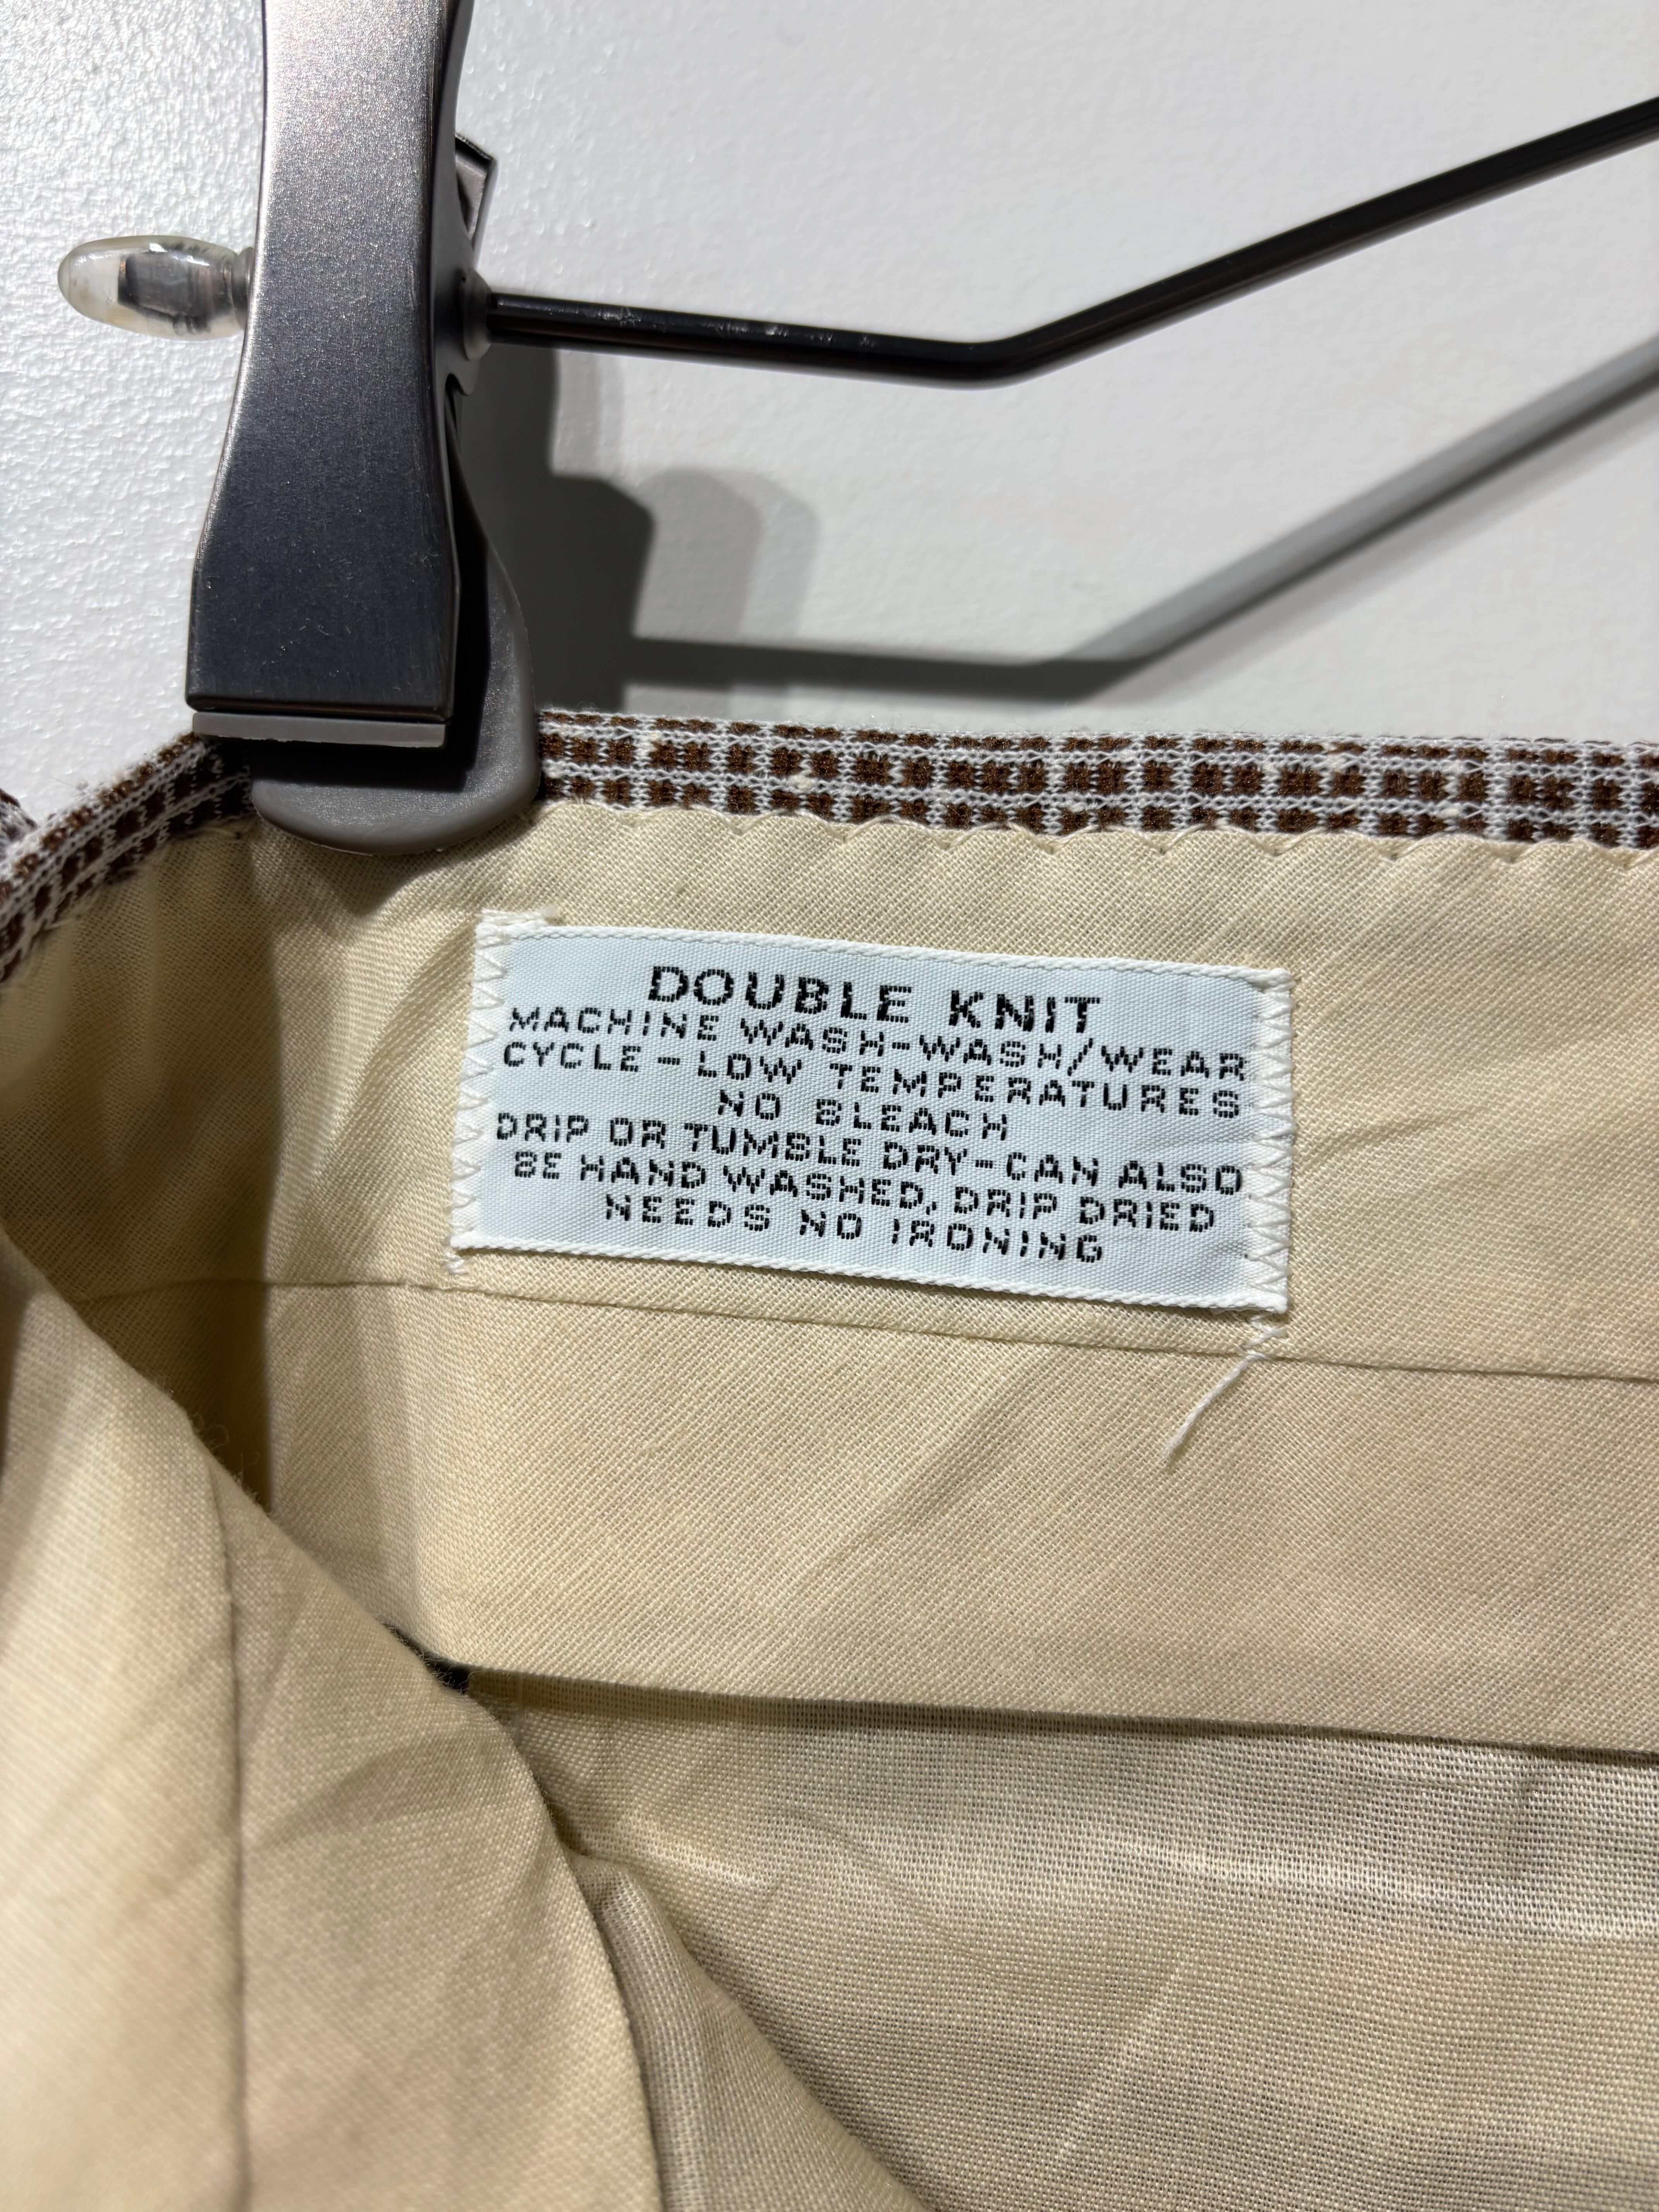 DOUBLE KNIT
MACHINE WASH-WASH/WEAR
CYCLE-LOW TEMPERATURES
NO BLEACH
DRIP OR TUMBLE DRY-CAN ALSO
BE HAND WASHED, DRIP DRIED
NEEDS NO IRONING